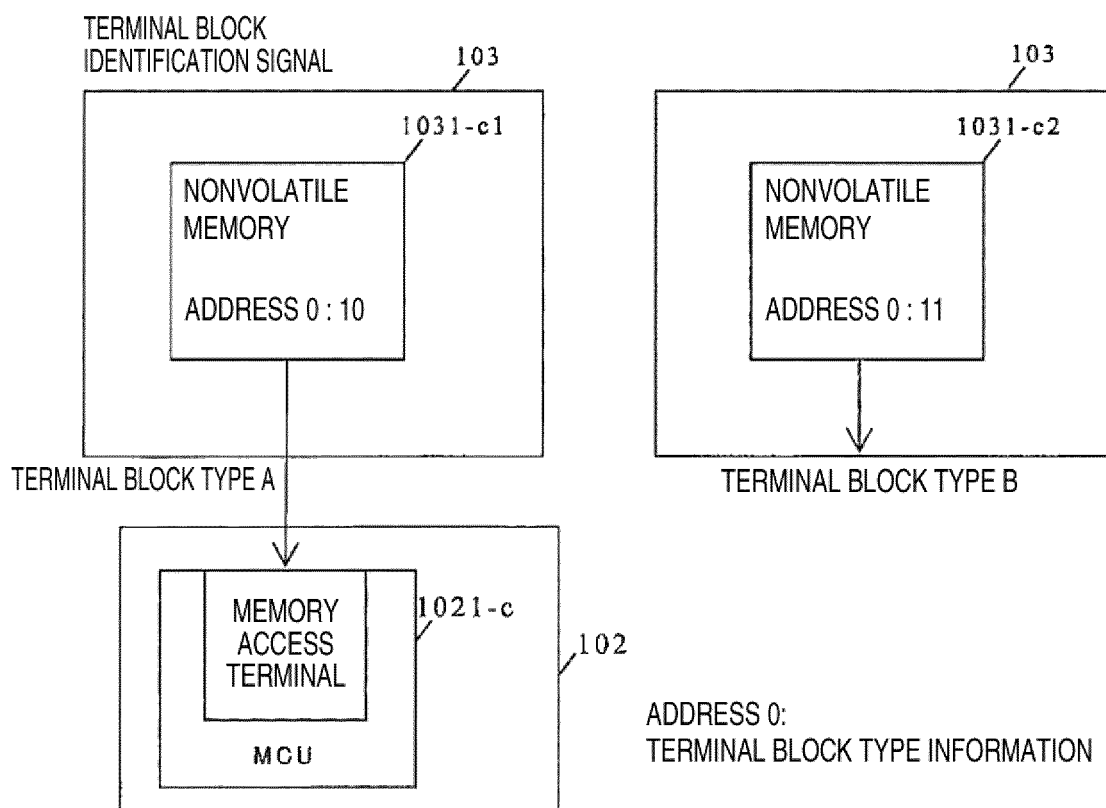 TERMINAL BLOCK
IDENTIFICATION SIGNAL
103
103
1031-c1
1031-c2
NONVOLATILE
MEMORY
ADDRESS 0 : 10
NONVOLATILE
MEMORY
ADDRESS 0 : 11
TERMINAL BLOCK TYPE A
TERMINAL BLOCK TYPE B
MEMORY
ACCESS
TERMINAL
MCU
1021-c
102
ADDRESS 0:
TERMINAL BLOCK TYPE INFORMATION